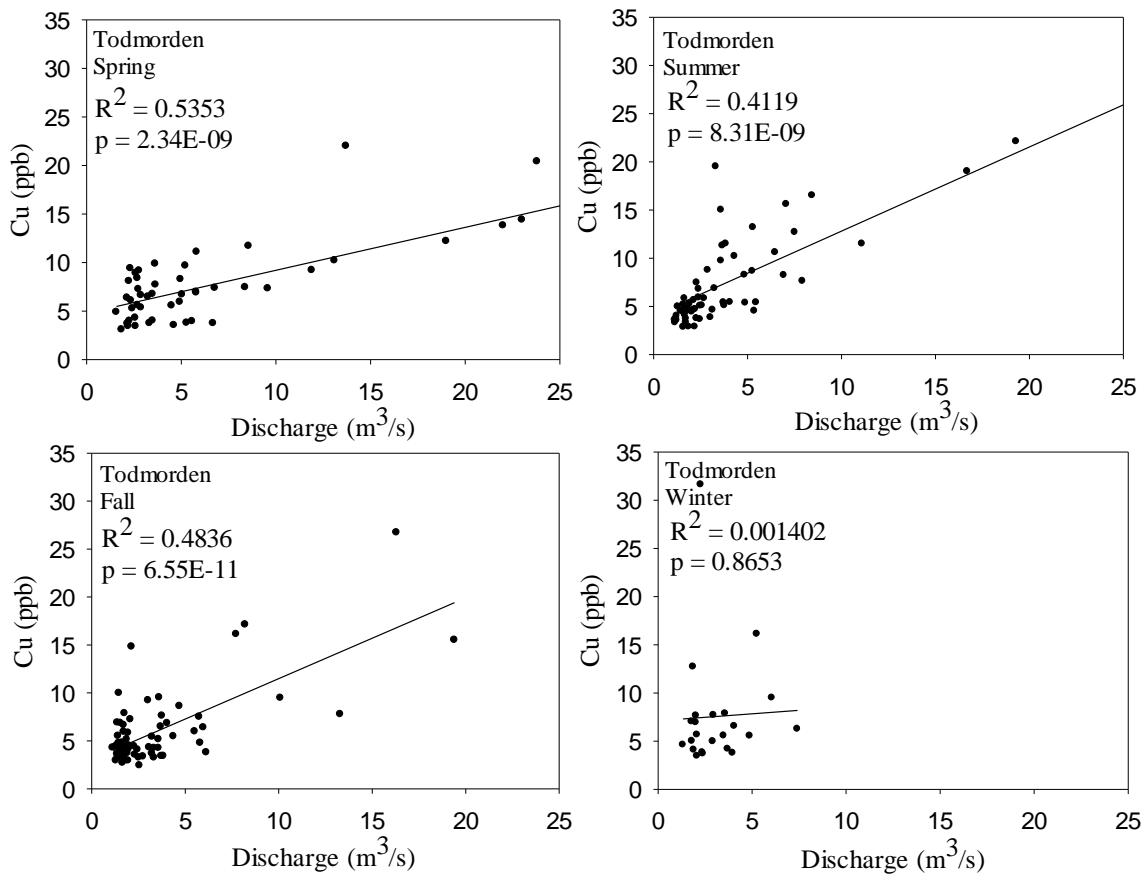 35
30
25
20
15
10
5
0
Cu (ppb)
Todmorden
Spring
R² = 0.5353
p = 2.34E-09
0 5 10 15 20 25
Discharge (m³/s)
35
30
25
20
15
10
5
0
Cu (ppb)
Todmorden
Summer
R² = 0.4119
p = 8.31E-09
0 5 10 15 20 25
Discharge (m³/s)
35
30
25
20
15
10
5
0
Cu (ppb)
Todmorden
Fall
R² = 0.4836
p = 6.55E-11
0 5 10 15 20 25
Discharge (m³/s)
35
30
25
20
15
10
5
0
Cu (ppb)
Todmorden
Winter
R² = 0.001402
p = 0.8653
0 5 10 15 20 25
Discharge (m³/s)